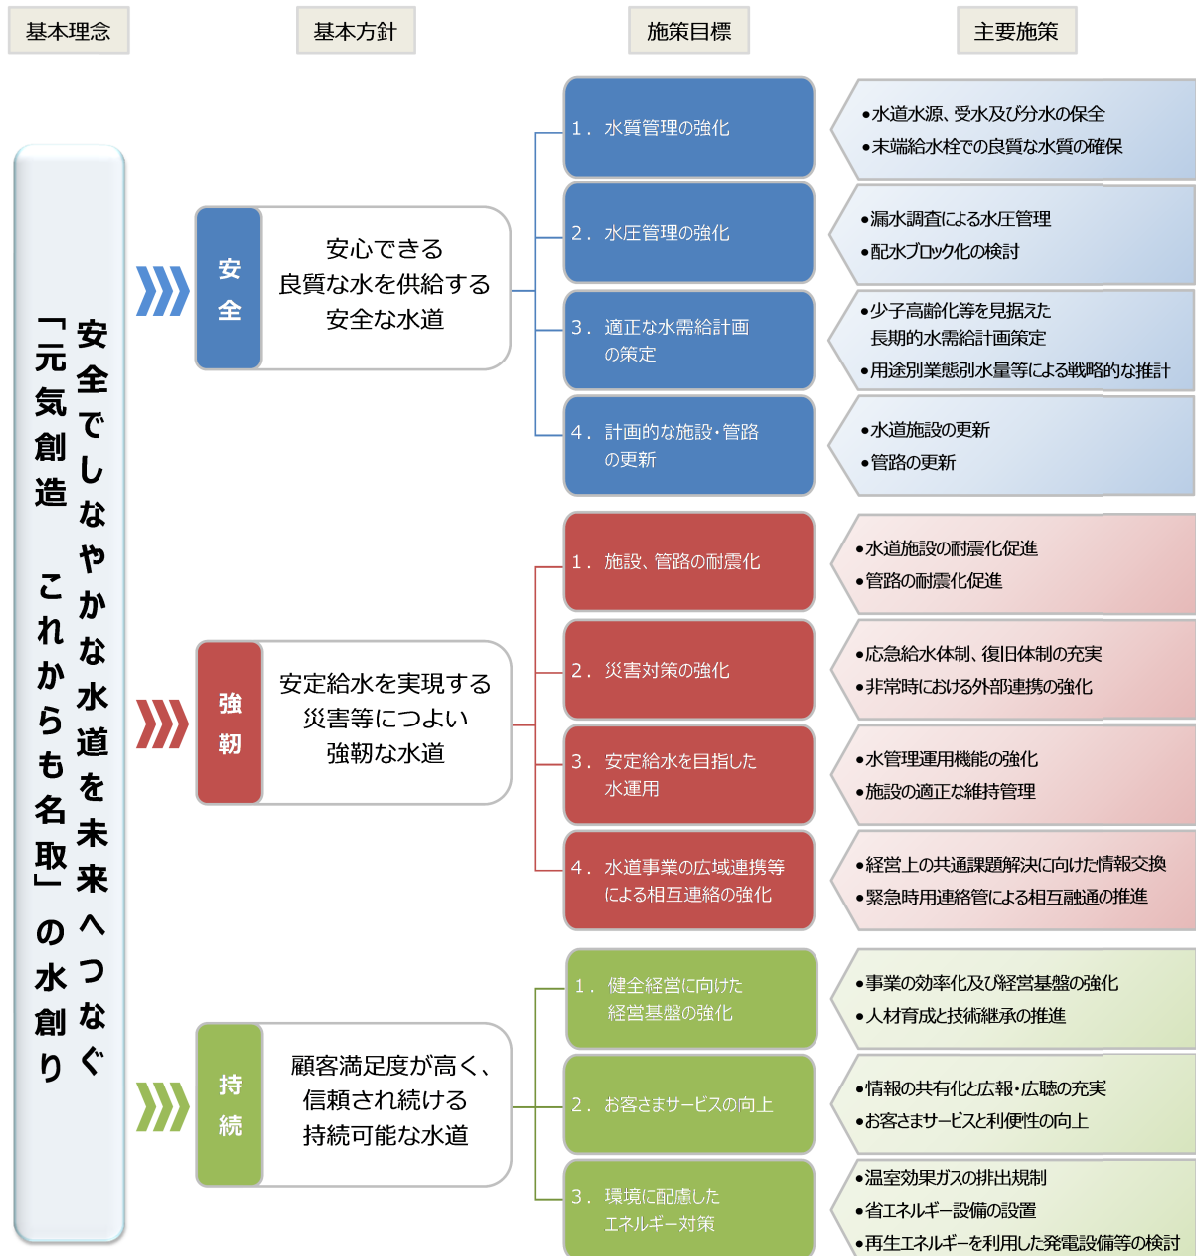 基本理念
基本方針
施策目標
主要施策
安全でしなやかな水道を未来へつなぐ
「元気創造 これからも名取」の水創り
安全
安心できる
良質な水を供給する
安全な水道
1．水質管理の強化
•水道水源、受水及び分水の保全
•末端給水栓での良質な水質の確保
2．水圧管理の強化
•漏水調査による水圧管理
•配水ブロック化の検討
3．適正な水需給計画
の策定
•少子高齢化等を見据えた
長期的水需給計画策定
•用途別業態別水量等による戦略的な推計
4．計画的な施設・管路
の更新
•水道施設の更新
•管路の更新
強靭
安定給水を実現する
災害等につよい
強靭な水道
1．施設、管路の耐震化
•水道施設の耐震化促進
•管路の耐震化促進
2．災害対策の強化
•応急給水体制、復旧体制の充実
•非常時における外部連携の強化
3．安定給水を目指した
水運用
•水管理運用機能の強化
•施設の適正な維持管理
4．水道事業の広域連携等
による相互連絡の強化
•経営上の共通課題解決に向けた情報交換
•緊急時用連絡管による相互融通の推進
持続
顧客満足度が高く、
信頼され続ける
持続可能な水道
1．健全経営に向けた
経営基盤の強化
•事業の効率化及び経営基盤の強化
•人材育成と技術継承の推進
2．お客さまサービスの向上
•情報の共有化と広報・広聴の充実
•お客さまサービスと利便性の向上
3．環境に配慮した
エネルギー対策
•温室効果ガスの排出規制
•省エネルギー設備の設置
•再生エネルギーを利用した発電設備等の検討